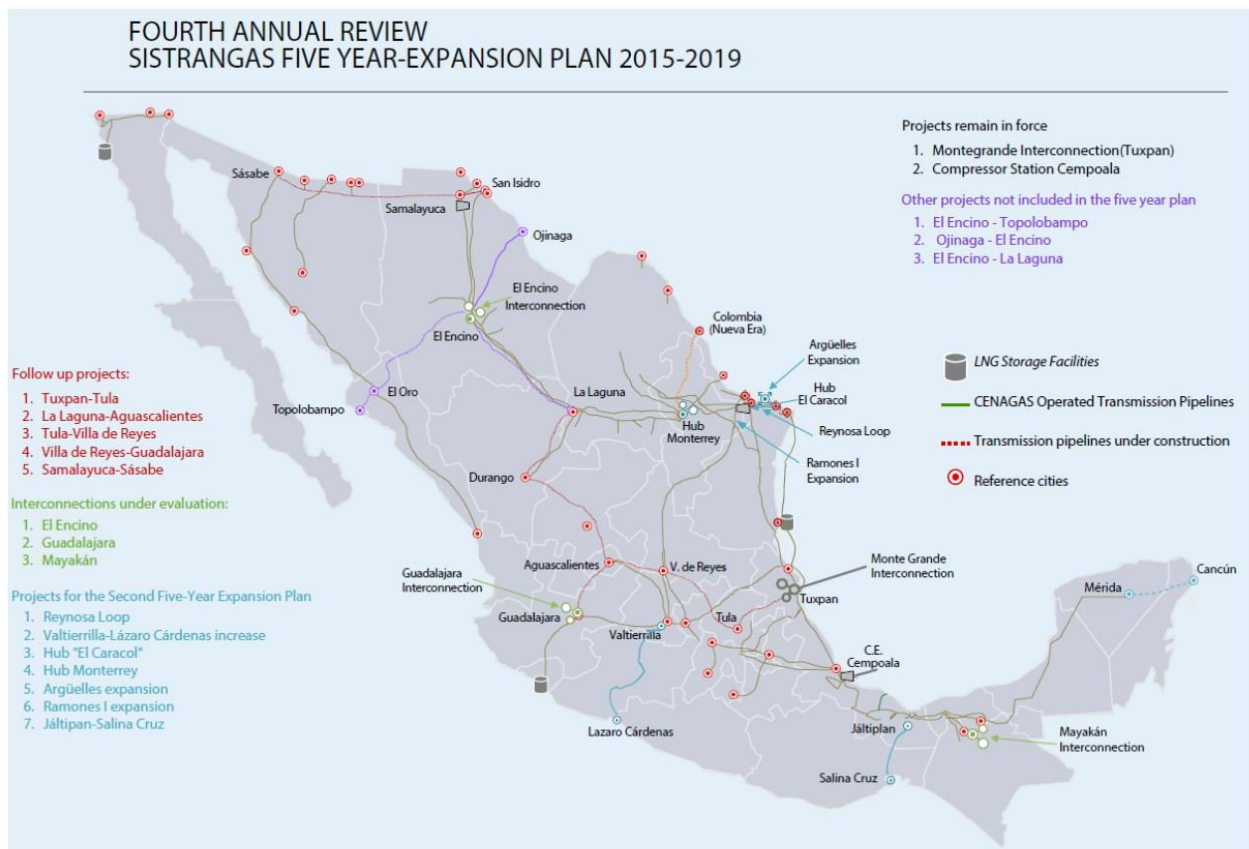 FOURTH ANNUAL REVIEW
SISTRANGAS FIVE YEAR-EXPANSION PLAN 2015-2019
Projects remain in force
1. Montegrande Interconnection(Tuxpan)
2. Compressor Station Cempoala
Other projects not included in the five year plan
1. El Encino - Topolobampo
2. Ojinaga - El Encino
3. El Encino - La Laguna
Sásabe
San Isidro
Samalayuca
Ojinaga
El Encino
Interconnection
El Encino
Colombia
(Nueva Era)
Argüelles
Expansion
Hub
El Caracol
Reynosa Loop
Ramones I
Expansion
Hub
Monterrey
La Laguna
El Oro
Topolobampo
Durango
LNG Storage Facilities
CENAGAS Operated Transmission Pipelines
Transmission pipelines under construction
Reference cities
Follow up projects:
1. Tuxpan-Tula
2. La Laguna-Aguascalientes
3. Tula-Villa de Reyes
4. Villa de Reyes-Guadalajara
5. Samalayuca-Sásabe
Interconnections under evaluation:
1. El Encino
2. Guadalajara
3. Mayakán
Projects for the Second Five-Year Expansion Plan
1. Reynosa Loop
2. Valtierrilla-Lázaro Cárdenas increase
3. Hub "El Caracol"
4. Hub Monterrey
5. Argüelles expansion
6. Ramones I expansion
7. Jáltipan-Salina Cruz
Aguascalientes
V. de Reyes
Monte Grande
Interconnection
Guadalajara
Interconnection
Guadalajara
Valtierrilla
Tula
Tuxpan
Mérida
Cancún
C.E.
Cempoala
Lazaro Cárdenas
Jáltiplan
Salina Cruz
Mayakán
Interconnection